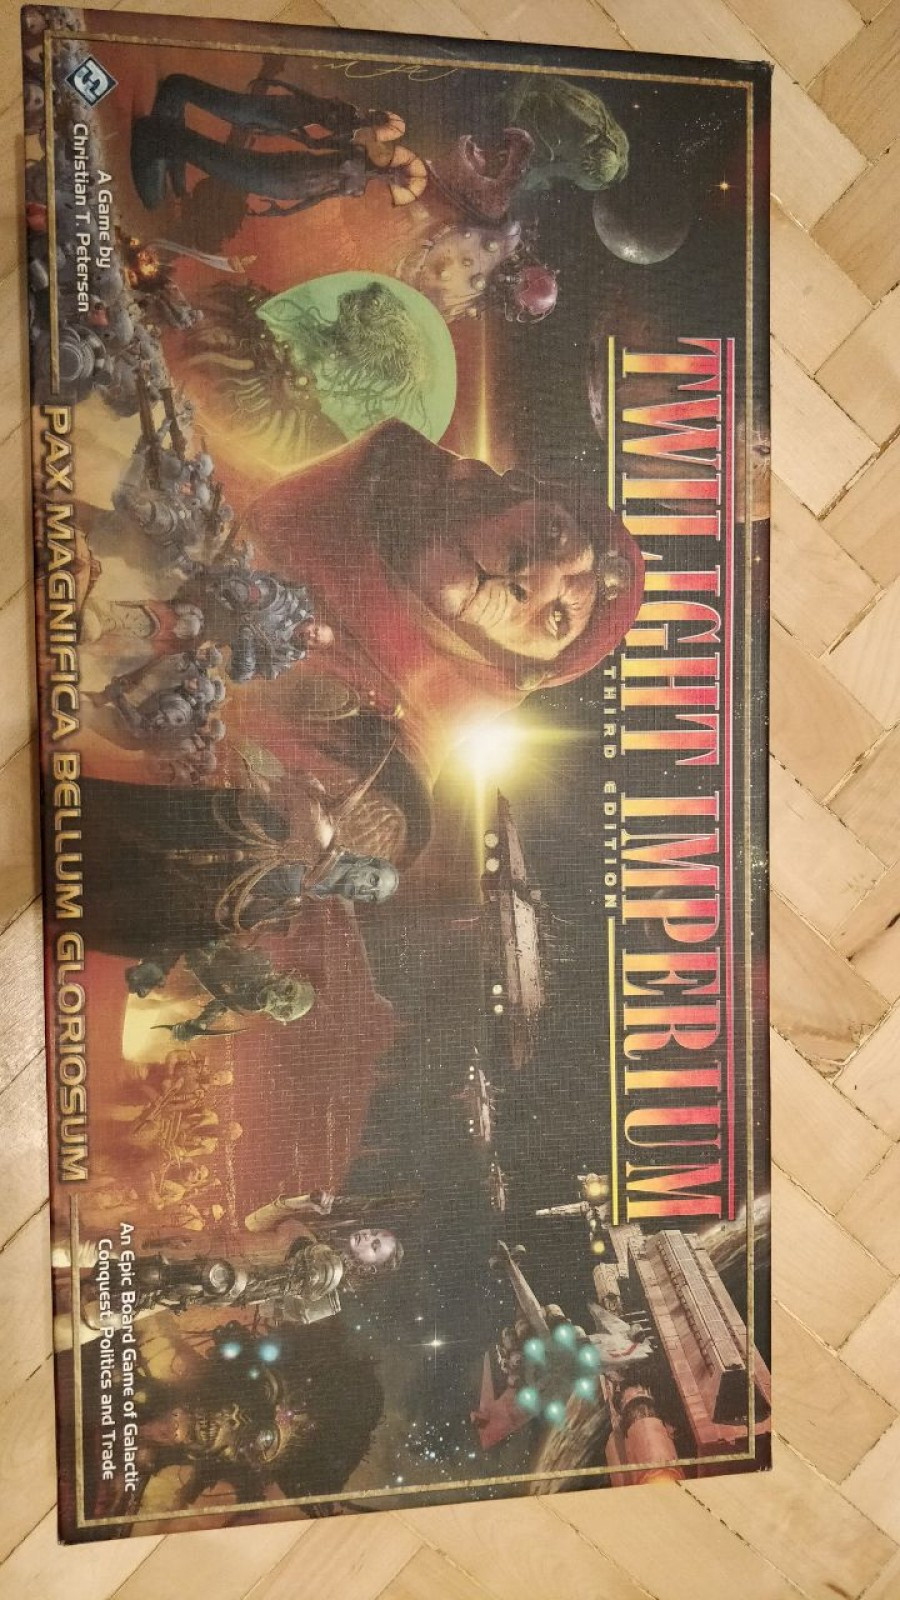 TWILIGHT IMPERIUM
THIRD EDITION
A Game by
Christian T. Petersen
PAX MAGNIFICA BELLUM GLORIOSUM
An Epic Board Game of Galactic
Conquest, Politics and Trade